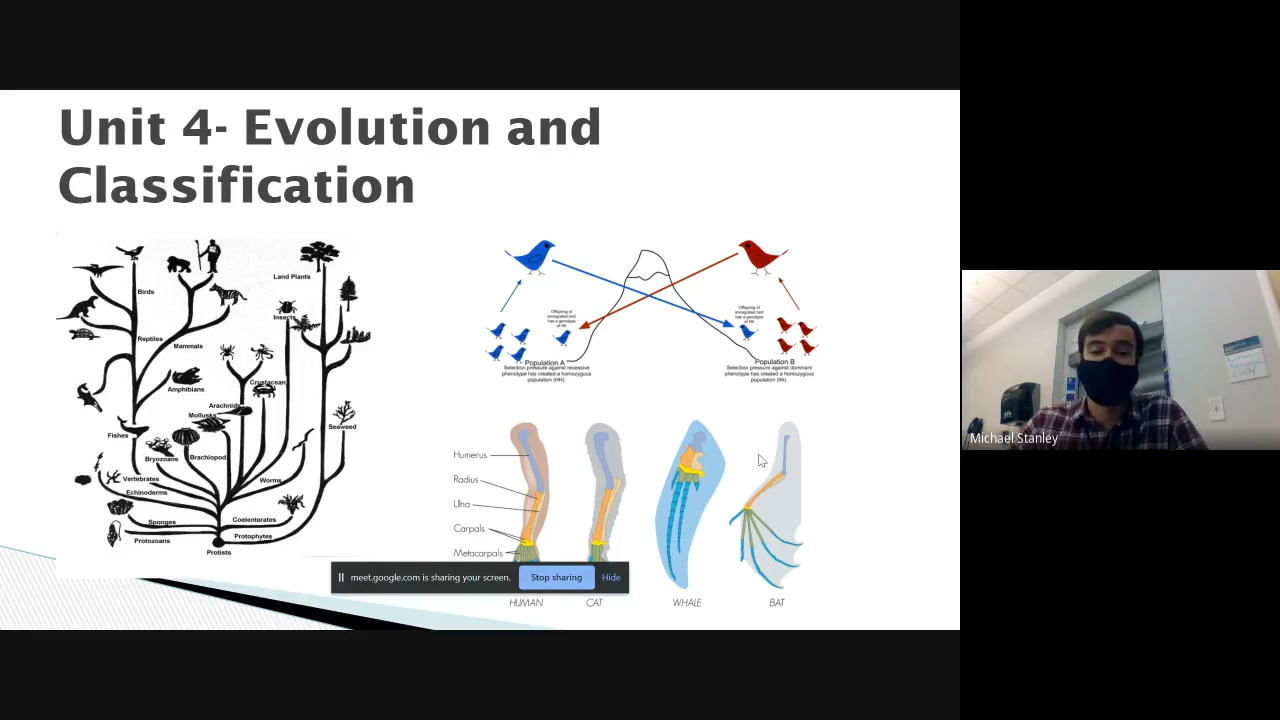 Unit 4- Evolution and
Classification
Birds
Land Plants
Insects
Reptiles
Mammals
Amphibians
Crustacean
Arachnids
Mollusks
Seaweed
Fishes
Bryozoans
Brachiopod
Vertebrates
Worms
Echinoderms
Sponges
Coelenterates
Protozoans
Protophytes
Protists
Offspring of
immigrated bird
has a genotype
of Hh
Offspring of
immigrated bird
has a genotype
of Hh
Population A
Selection pressure against recessive
phenotype has created a homozygous
population (HH).
Population B
Selection pressure against dominant
phenotype has created a homozygous
population (hh).
Humerus
Radius
Ulna
Carpals
Metacarpals
HUMAN
CAT
WHALE
BAT
meet.google.com is sharing your screen.
Stop sharing
Hide
Michael Stanley